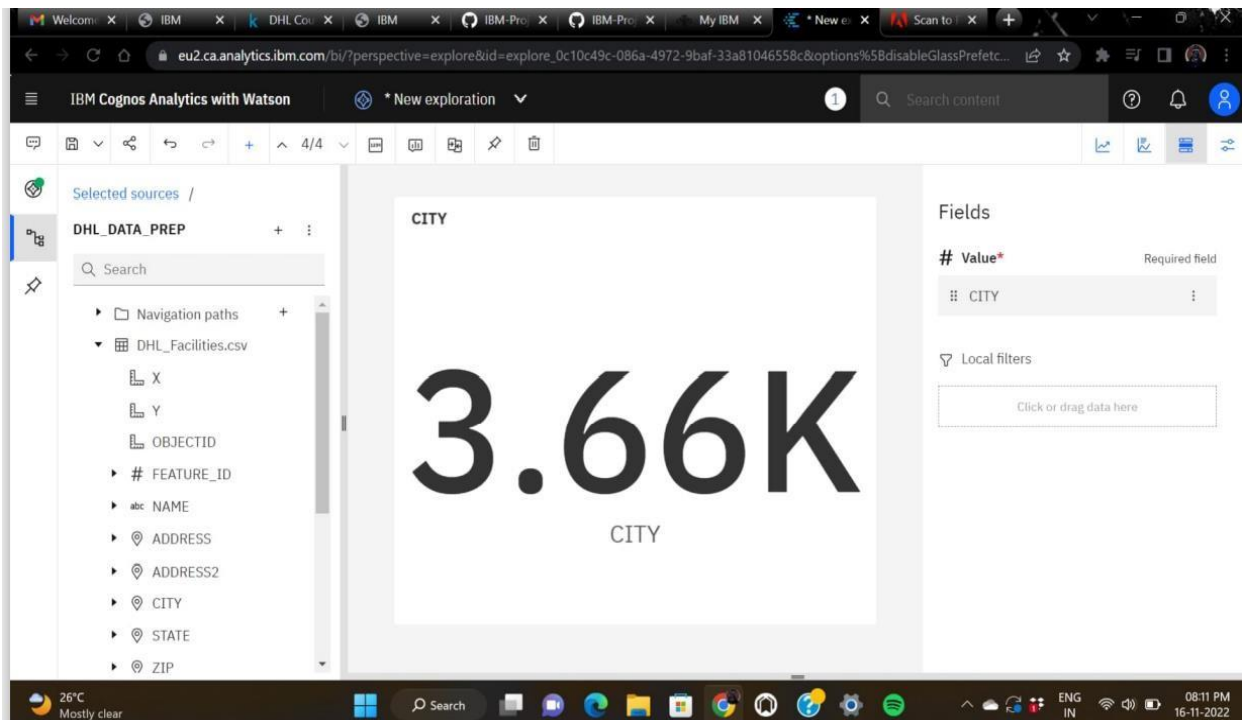 Welcome X IBM X DHL Cou X IBM X IBM-Pro X IBM-Pro X My IBM X * New e X Scan to X +
eu2.ca.analytics.ibm.com/bi/?perspective=explore&id=explore_0c10c49c-086a-4972-9baf-33a81046558c&options%5BdisableGlassPrefetc...
IBM Cognos Analytics with Watson * New exploration 1 Search content
4/4
Selected sources /
DHL_DATA_PREP
Search
Navigation paths
DHL_Facilities.csv
X
Y
OBJECTID
# FEATURE_ID
abc NAME
ADDRESS
ADDRESS2
CITY
STATE
ZIP
CITY
3.66K
CITY
Fields
# Value* Required field
CITY
Local filters
Click or drag data here
26°C
Mostly clear
Search
ENG
IN
08:11 PM
16-11-2022